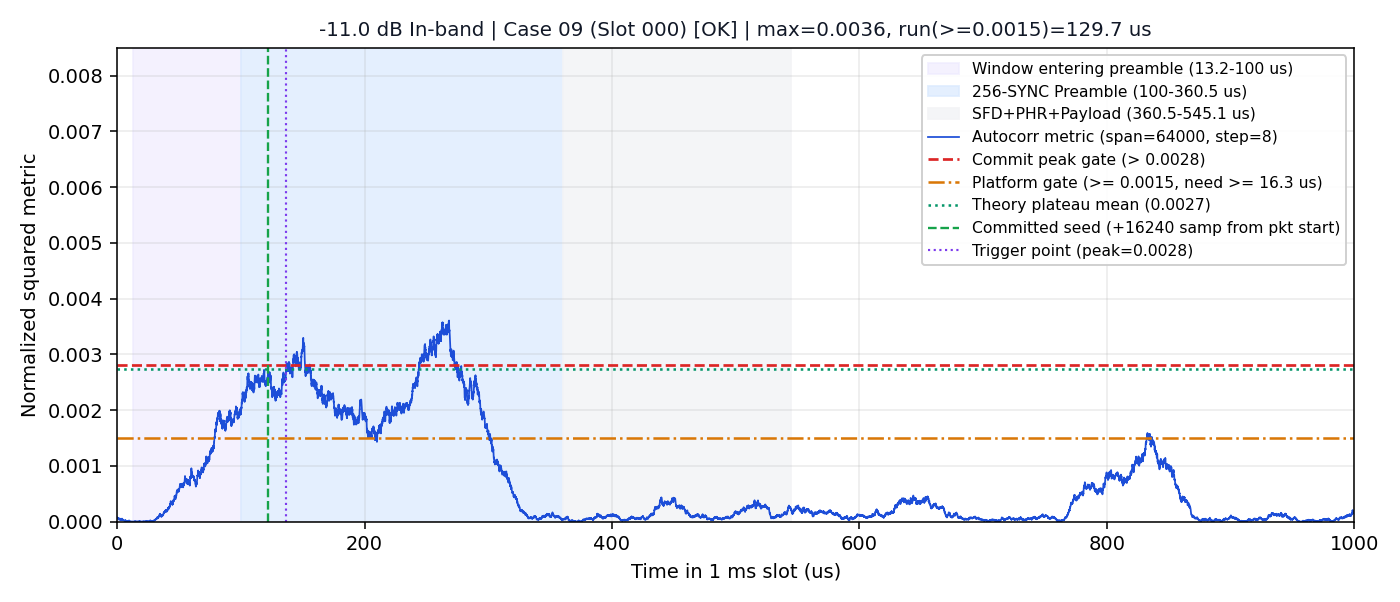 -11.0 dB In-band | Case 09 (Slot 000) [OK] | max=0.0036, run(>=0.0015)=129.7 us
Normalized squared metric
0.008
0.007
0.006
0.005
0.004
0.003
0.002
0.001
0.000
Window entering preamble (13.2-100 us)
256-SYNC Preamble (100-360.5 us)
SFD+PHR+Payload (360.5-545.1 us)
Autocorr metric (span=64000, step=8)
Commit peak gate (> 0.0028)
Platform gate (>= 0.0015, need >= 16.3 us)
Theory plateau mean (0.0027)
Committed seed (+16240 samp from pkt start)
Trigger point (peak=0.0028)
0 200 400 600 800 1000
Time in 1 ms slot (us)